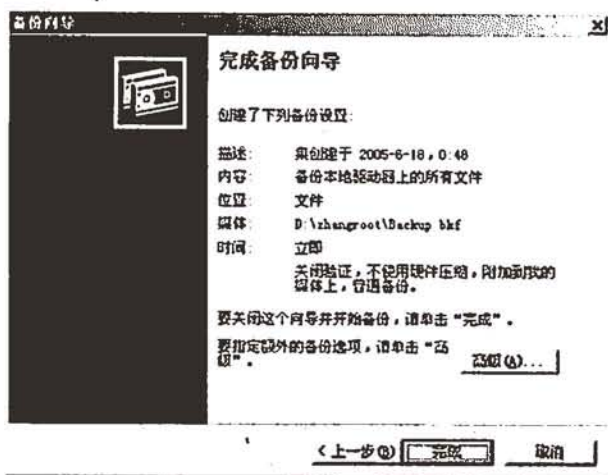 备份向导
完成备份向导
创建了下列备份设置:
描述: 集创建于 2005-6-18，0:48
内容: 备份本地驱动器上的所有文件
位置: 文件
媒体: D:\zhangroot\Backup bkf
时间: 立即
关闭验证，不使用硬件压缩，附加到我的
媒体上，普通备份。
要关闭这个向导并开始备份，请单击“完成”。
要指定额外的备份选项，请单击“高
级”。
高级(A)...
<上一步(B) 完成 取消